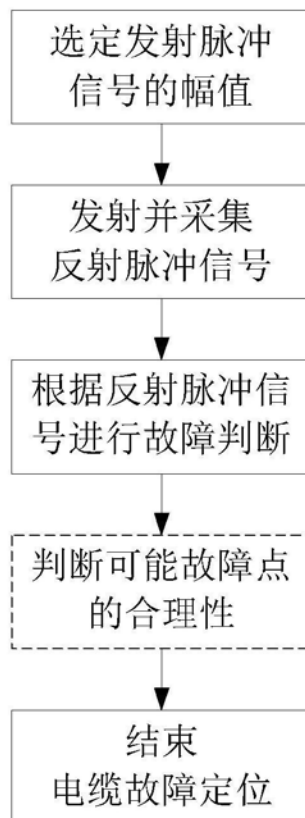 选定发射脉冲
信号的幅值
发射并采集
反射脉冲信号
根据反射脉冲信
号进行故障判断
判断可能故障点
的合理性
结束
电缆故障定位